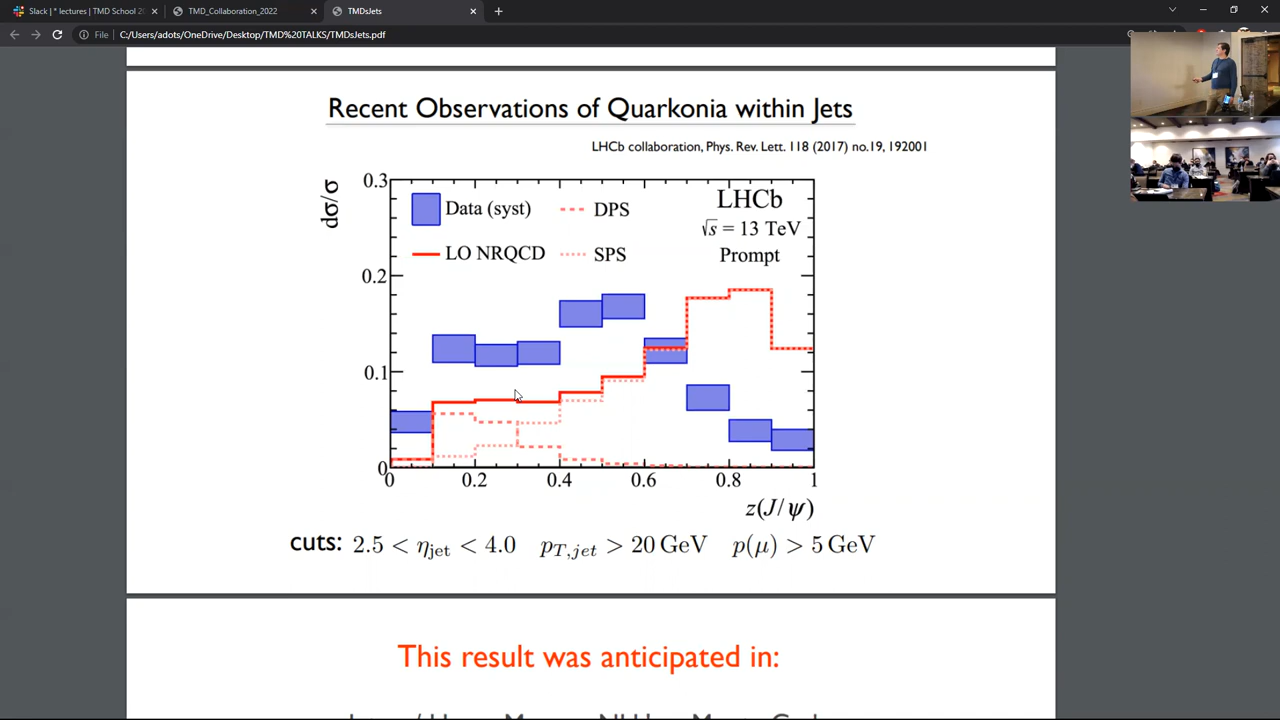 Slack | * lectures | TMD School 20
TMD_Collaboration_2022
TMDsJets
File
C:/Users/adots/OneDrive/Desktop/TMD%20TALKS/TMDsJets.pdf
Recent Observations of Quarkonia within Jets
LHCb collaboration, Phys. Rev. Lett. 118 (2017) no.19, 192001
dσ/σ
0.3
0.2
0.1
0
Data (syst)
DPS
LO NRQCD
SPS
LHCb
√s = 13 TeV
Prompt
0 0.2 0.4 0.6 0.8 1
z(J/ψ)
cuts: 2.5 < η_jet < 4.0 p_T,jet > 20 GeV p(μ) > 5 GeV
This result was anticipated in: